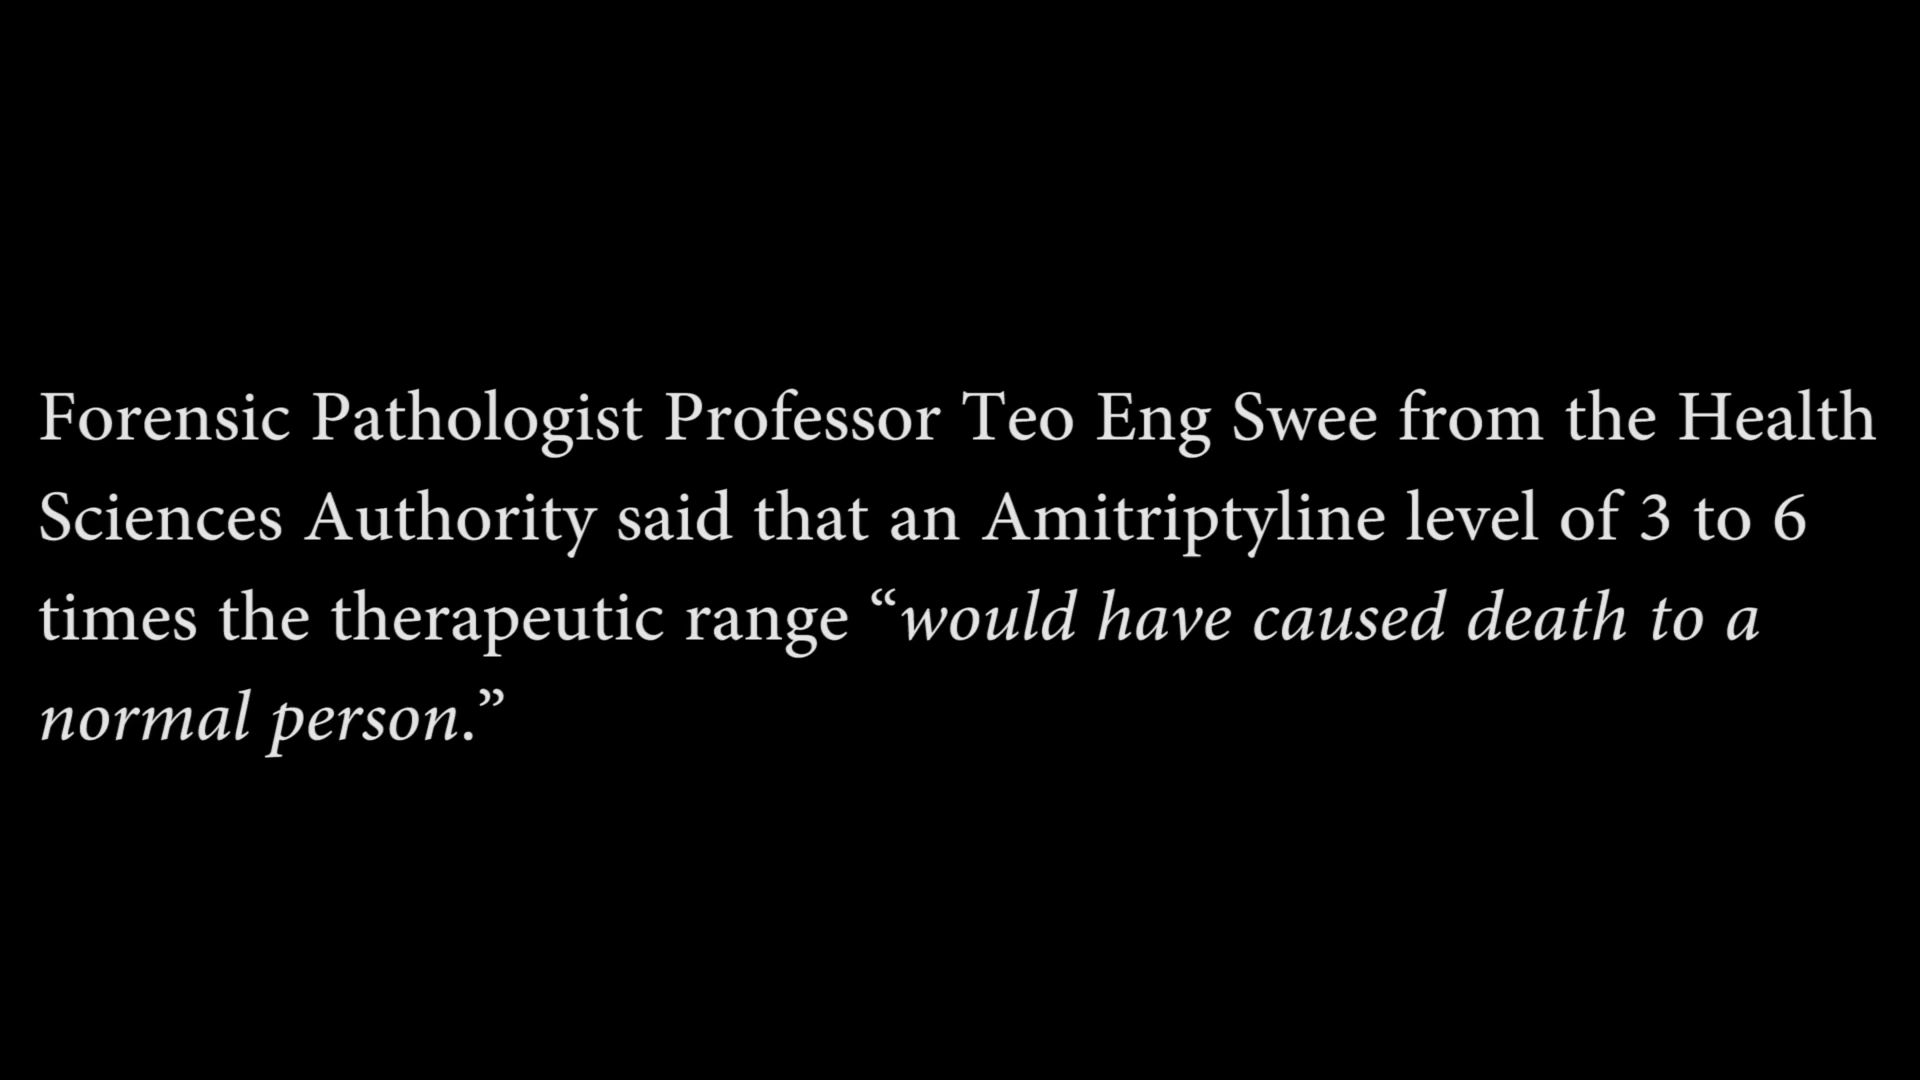 Forensic Pathologist Professor Teo Eng Swee from the Health
Sciences Authority said that an Amitriptyline level of 3 to 6
times the therapeutic range “would have caused death to a
normal person.”